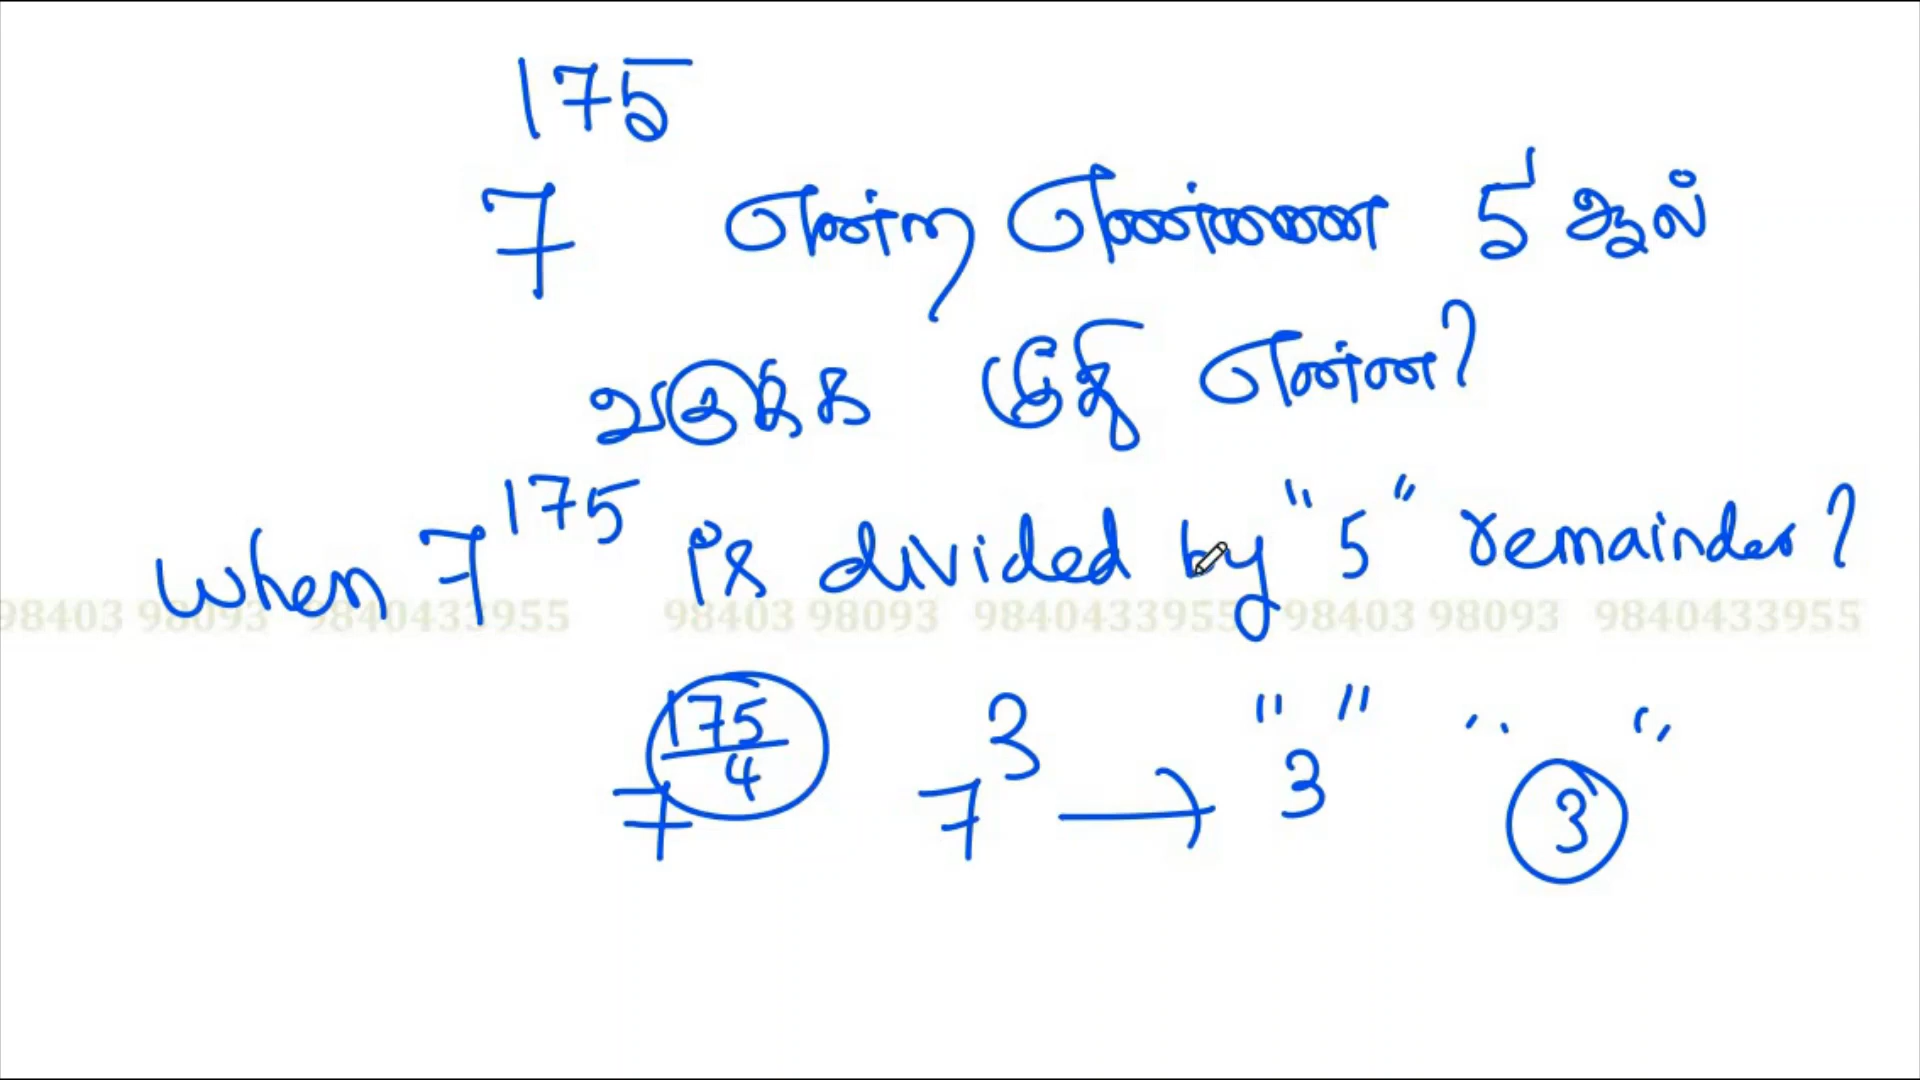 7^175 என்ற எண்ணை 5 ஆல்
வகுக்க மீதி என்ன?
when 7^175 is divided by "5" remainder?
98403 98093 9840433955 98403 98093 9840433955 98403 98093 9840433955
7^175/4 7^3 → "3" "3"